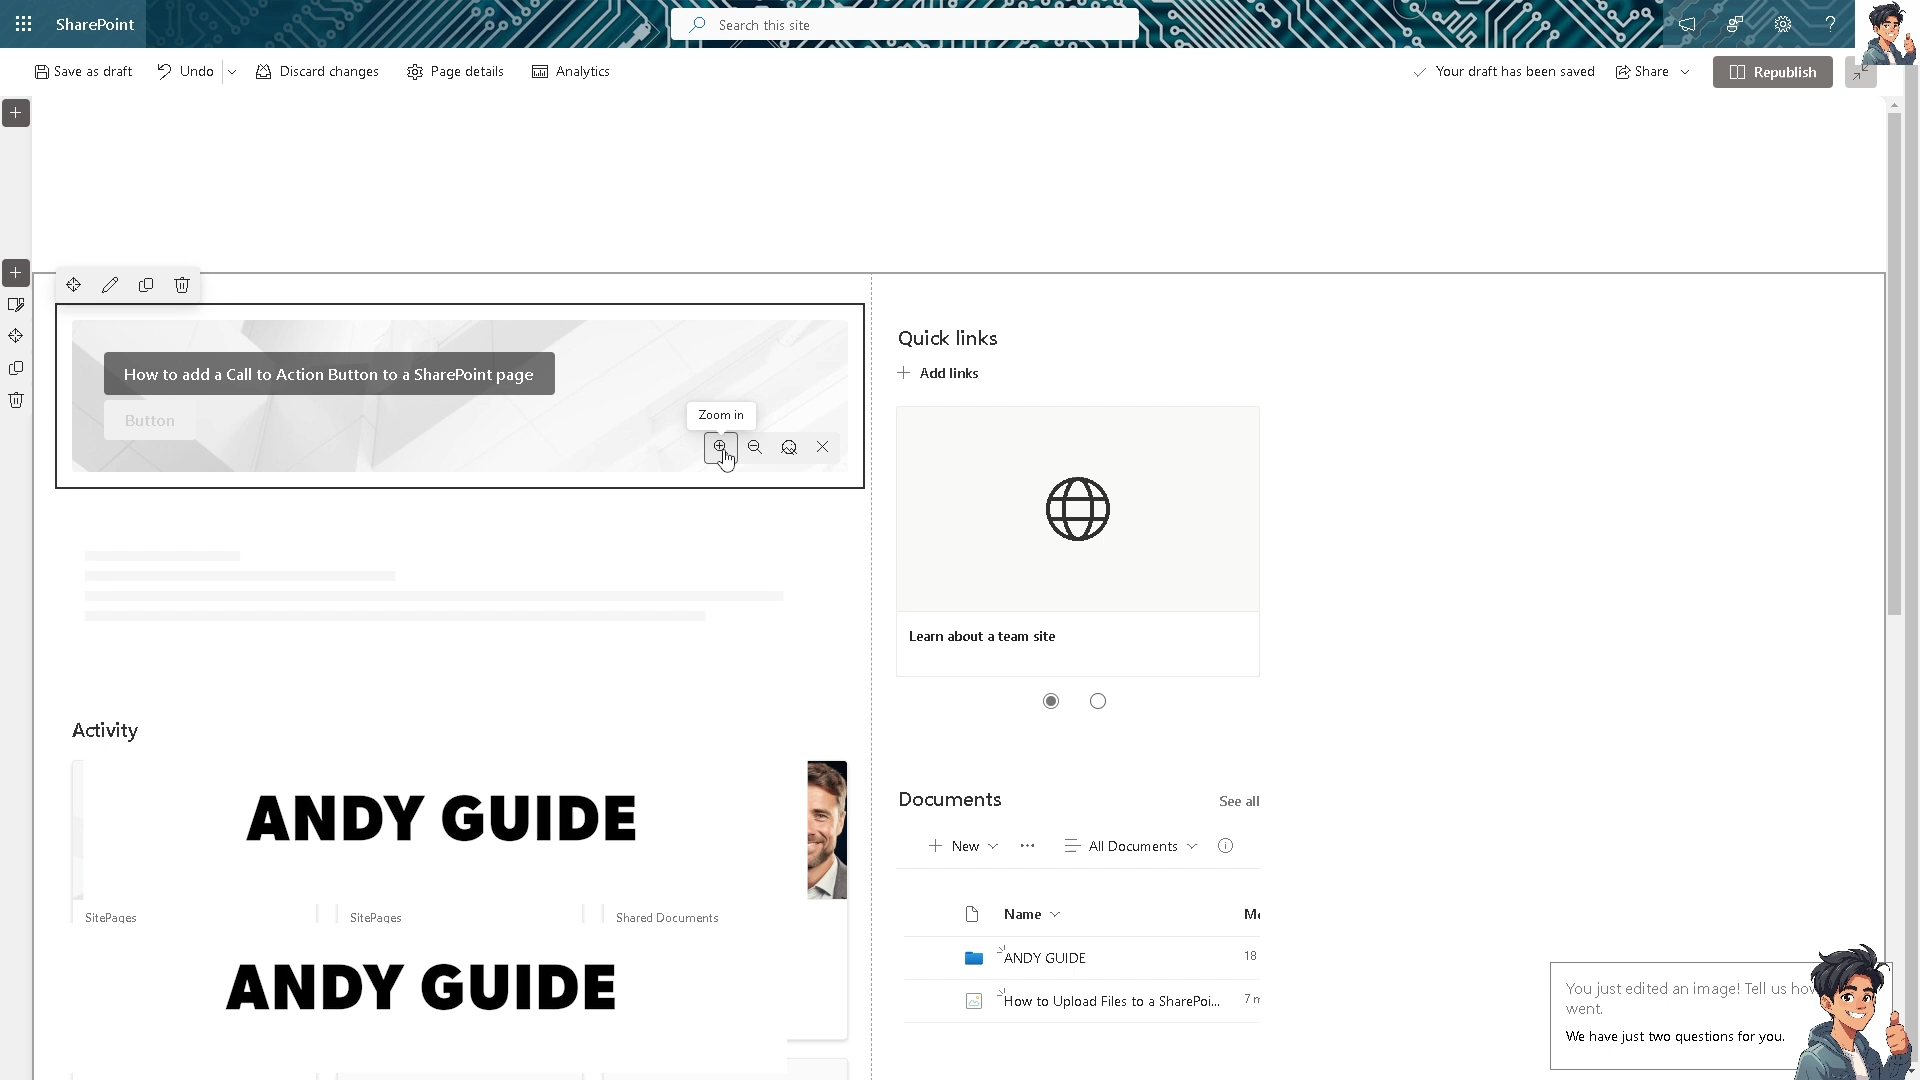 SharePoint
Search this site
Save as draft
Undo
Discard changes
Page details
Analytics
Your draft has been saved
Share
Republish
How to add a Call to Action Button to a SharePoint page
Button
Zoom in
Quick links
Add links
Learn about a team site
Activity
ANDY GUIDE
SitePages
SitePages
Shared Documents
ANDY GUIDE
Documents
See all
New
All Documents
Name
ANDY GUIDE
18
How to Upload Files to a SharePoi...
You just edited an image! Tell us
went.
We have just two questions for you.